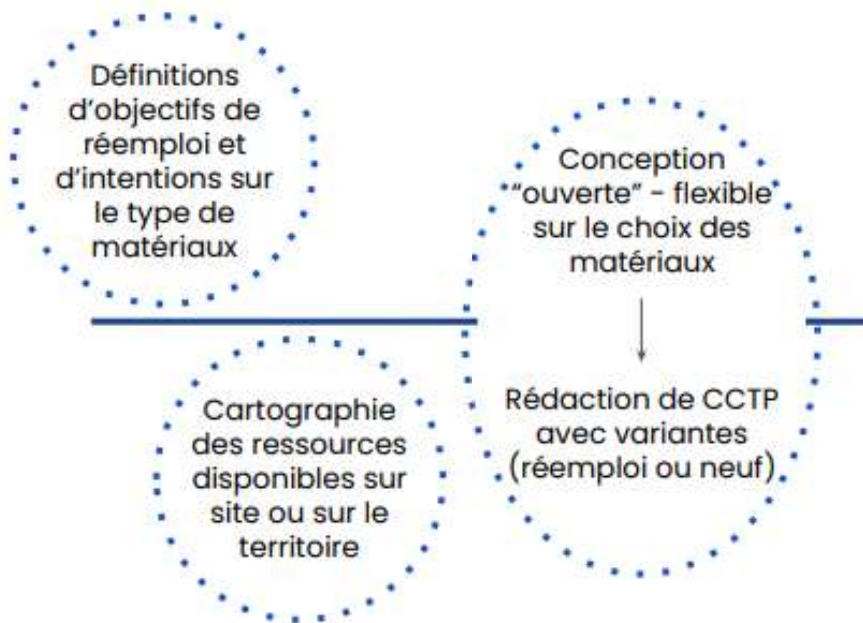 Définitions
d'objectifs de
réemploi et
d'intentions sur
le type de
matériaux
Cartographie
des ressources
disponibles sur
site ou sur le
territoire
Conception
"ouverte" - flexible
sur le choix des
matériaux
Rédaction de CCTP
avec variantes
(réemploi ou neuf)